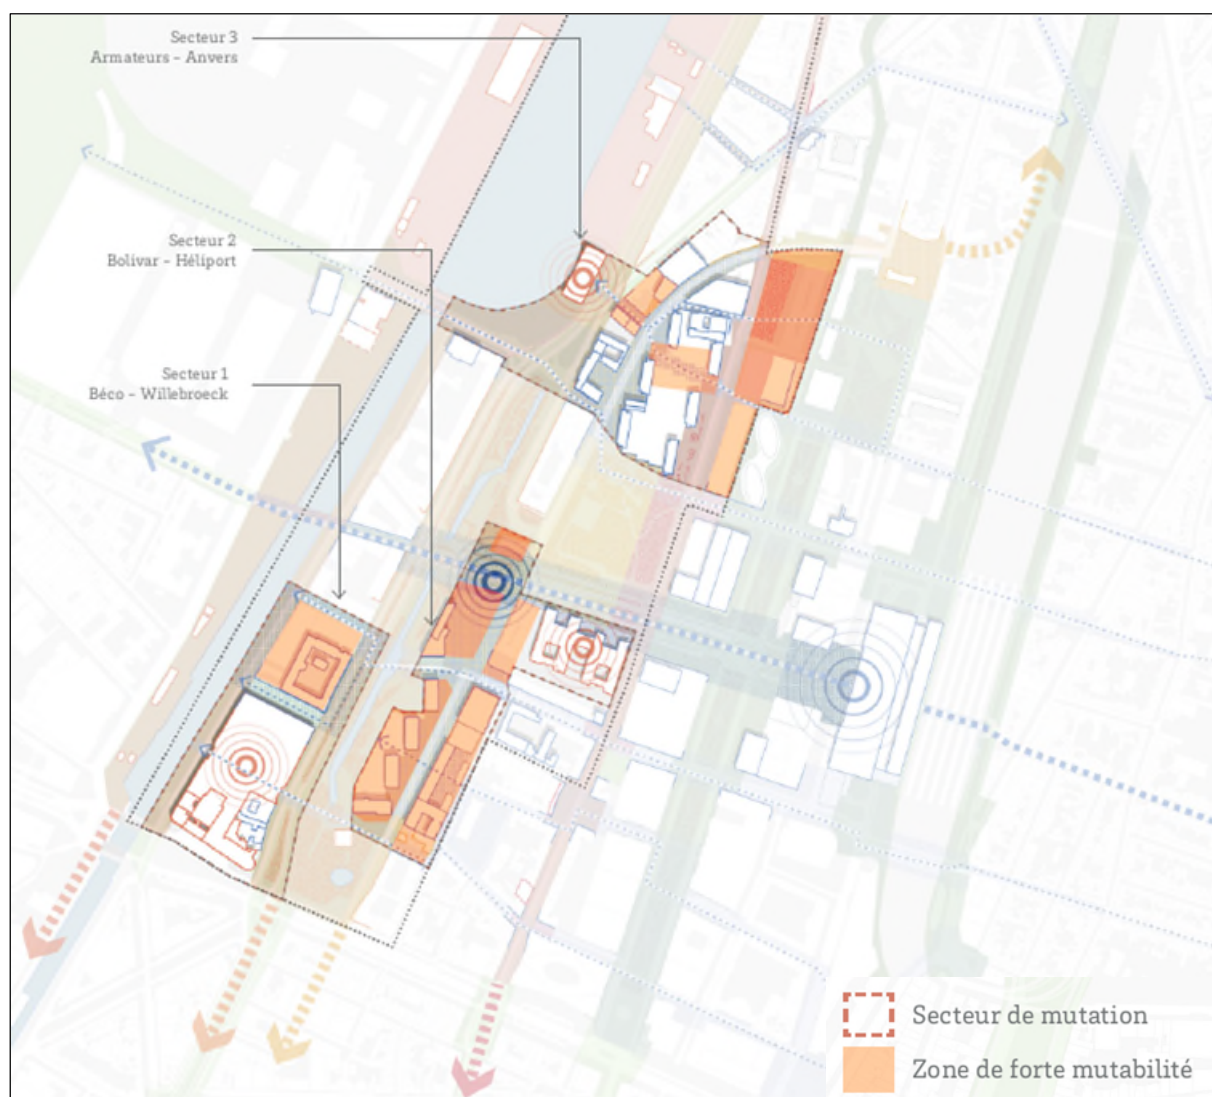 Secteur 3
Armateurs – Anvers
Secteur 2
Bolivar – Héliport
Secteur 1
Béco – Willebroeck
Secteur de mutation
Zone de forte mutabilité